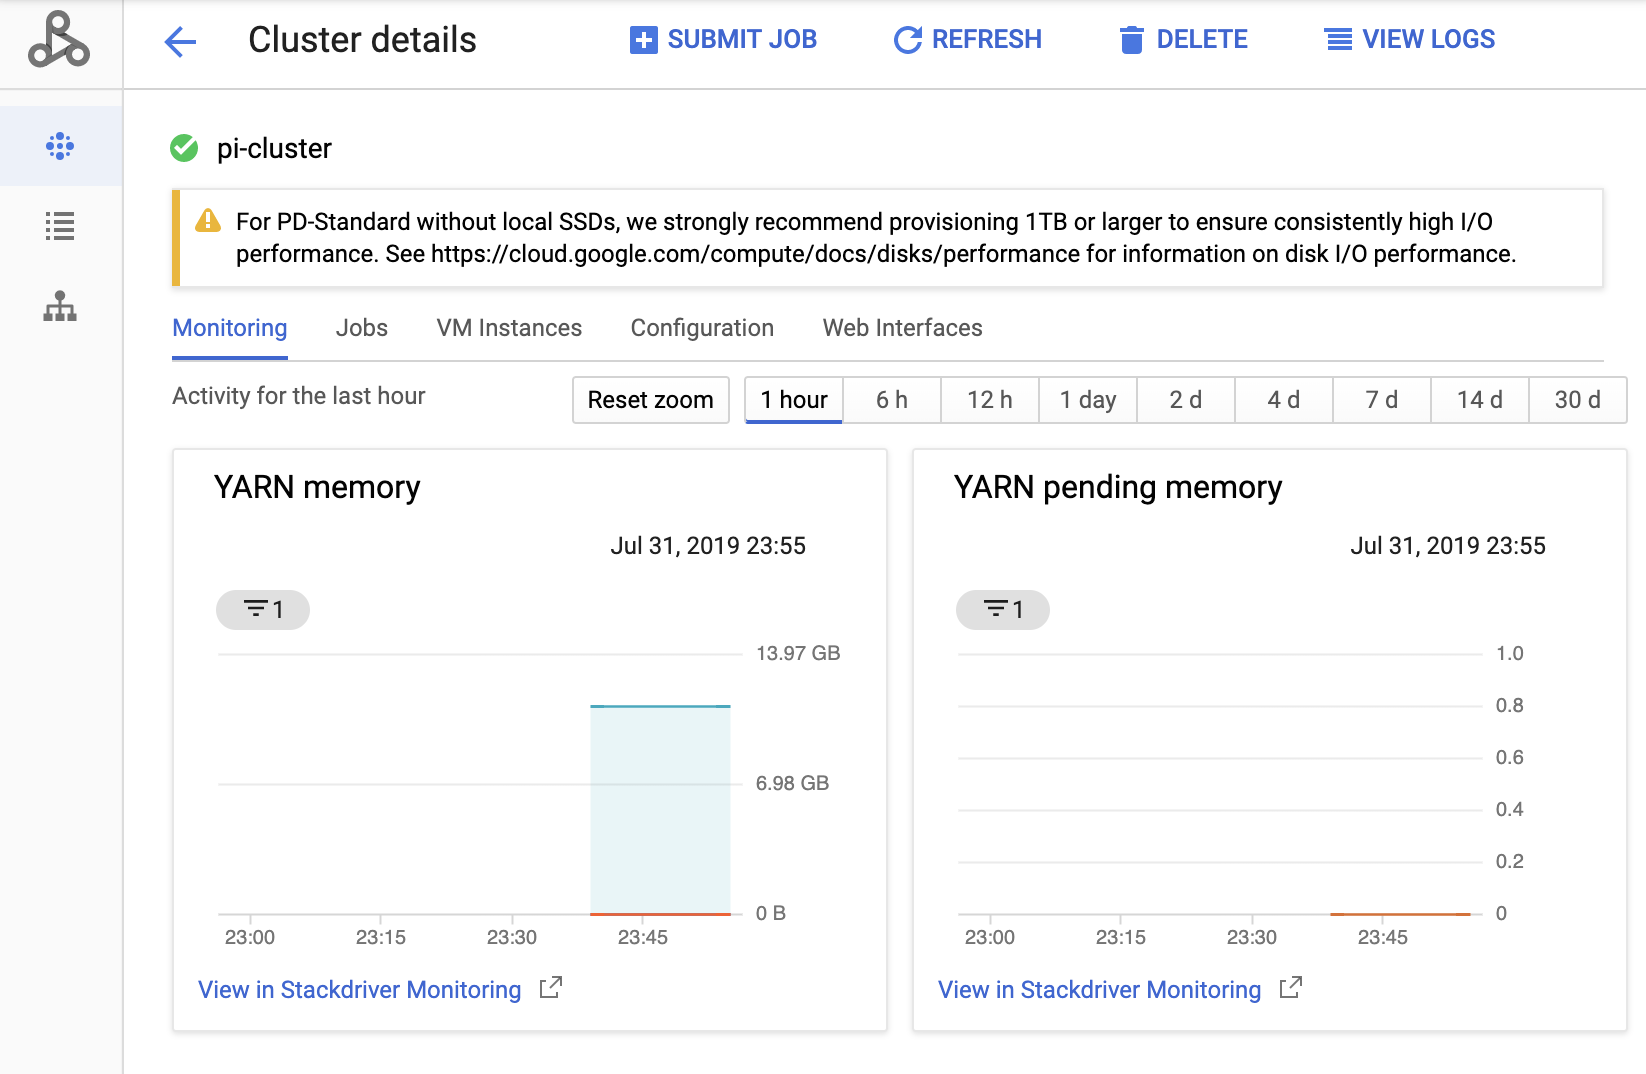 Cluster details
SUBMIT JOB
REFRESH
DELETE
VIEW LOGS
pi-cluster
For PD-Standard without local SSDs, we strongly recommend provisioning 1TB or larger to ensure consistently high I/O
performance. See https://cloud.google.com/compute/docs/disks/performance for information on disk I/O performance.
Monitoring
Jobs
VM Instances
Configuration
Web Interfaces
Activity for the last hour
Reset zoom
1 hour
6 h
12 h
1 day
2 d
4 d
7 d
14 d
30 d
YARN memory
Jul 31, 2019 23:55
1
13.97 GB
6.98 GB
0 B
23:00
23:15
23:30
23:45
View in Stackdriver Monitoring
YARN pending memory
Jul 31, 2019 23:55
1
1.0
0.8
0.6
0.4
0.2
0
23:00
23:15
23:30
23:45
View in Stackdriver Monitoring